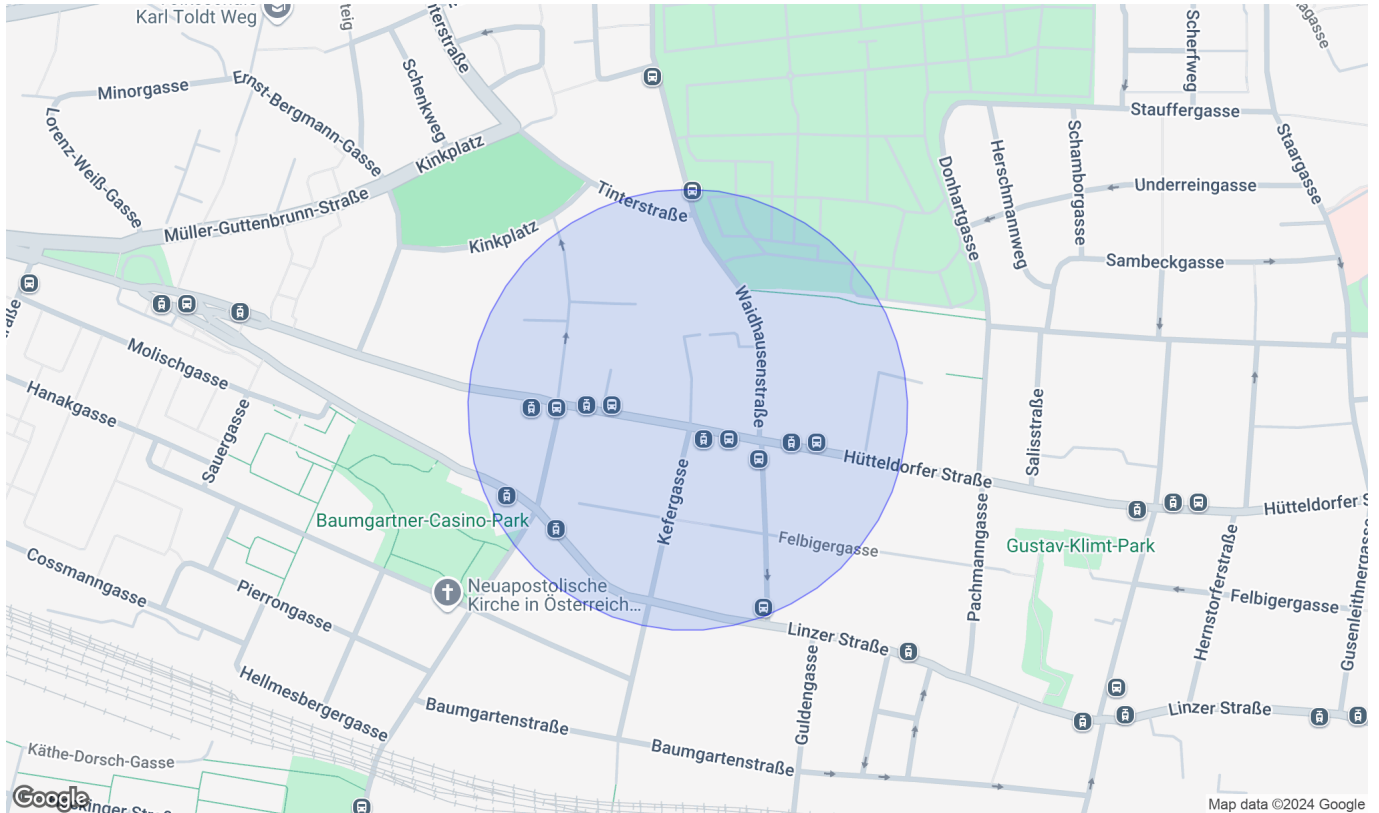 Karl Toldt Weg
Minorgasse
Ernst-Bergmann-Gasse
Schenkweg
Lorenz-Weiß-Gasse
Kinkplatz
Müller-Guttenbrunn-Straße
Kinkplatz
Tinterstraße
Scherfweg
Stauffergasse
Staargasse
Donhartgasse
Herschmannweg
Schamborgasse
Underreingasse
Sambeckgasse
Waidhausenstraße
Molischgasse
Hanakgasse
Sauergasse
Salisstraße
Hütteldorfer Straße
Hütteldorfer S
Kefergasse
Baumgartner-Casino-Park
Felbigergasse
Gustav-Klimt-Park
Pachmanngasse
Hernstorferstraße
Gusenleithnergasse
Cossmanngasse
Pierrongasse
Neuapostolische
Kirche in Österreich...
Felbigergasse
Linzer Straße
Guldengasse
Hellmesbergergasse
Baumgartenstraße
Baumgartenstraße
Linzer Straße
Käthe-Dorsch-Gasse
Google
Map data ©2024 Google